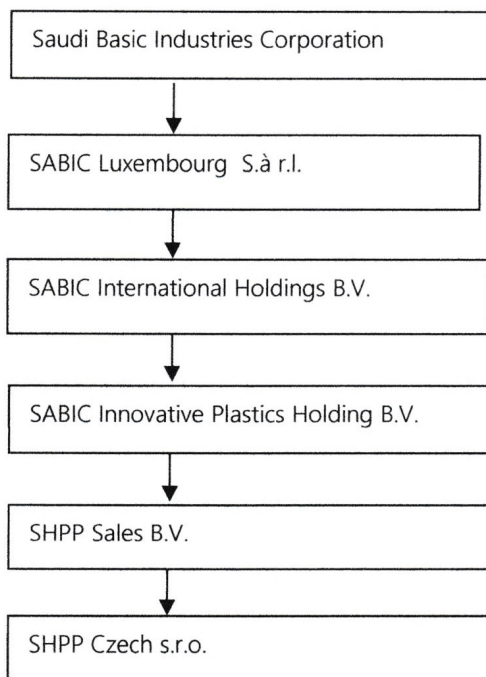 Saudi Basic Industries Corporation
SABIC Luxembourg S.à r.l.
SABIC International Holdings B.V.
SABIC Innovative Plastics Holding B.V.
SHPP Sales B.V.
SHPP Czech s.r.o.